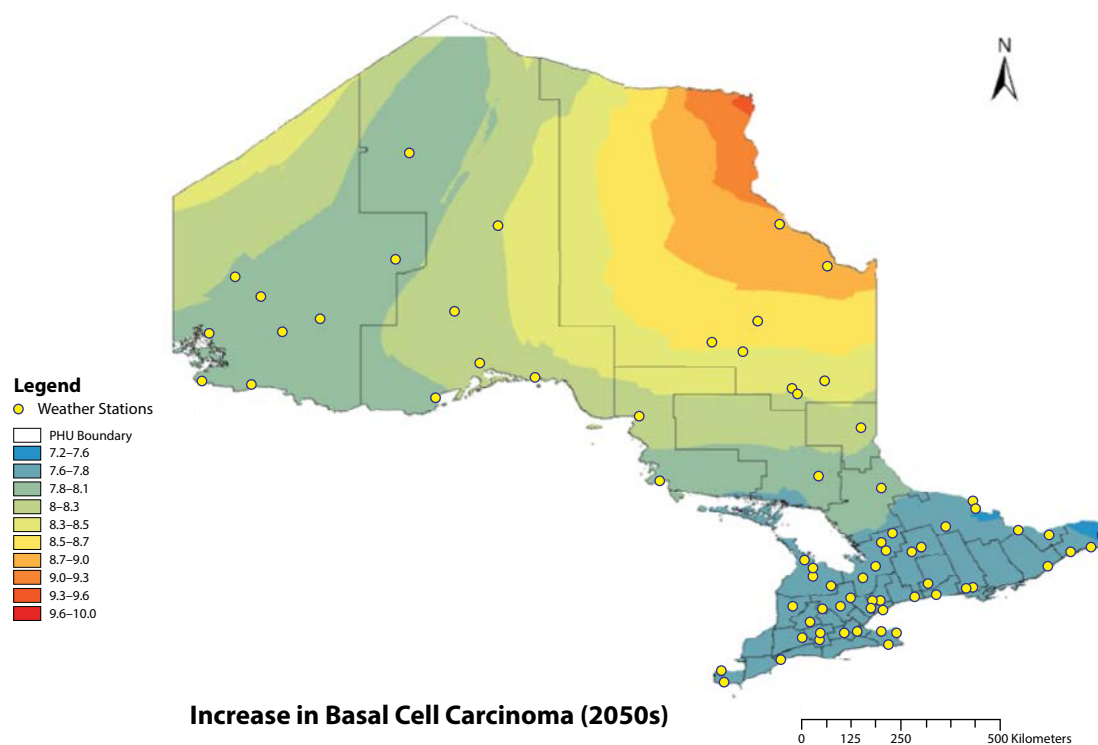 N
Legend
Weather Stations
PHU Boundary
7.2–7.6
7.6–7.8
7.8–8.1
8–8.3
8.3–8.5
8.5–8.7
8.7–9.0
9.0–9.3
9.3–9.6
9.6–10.0
Increase in Basal Cell Carcinoma (2050s)
0 125 250 500 Kilometers